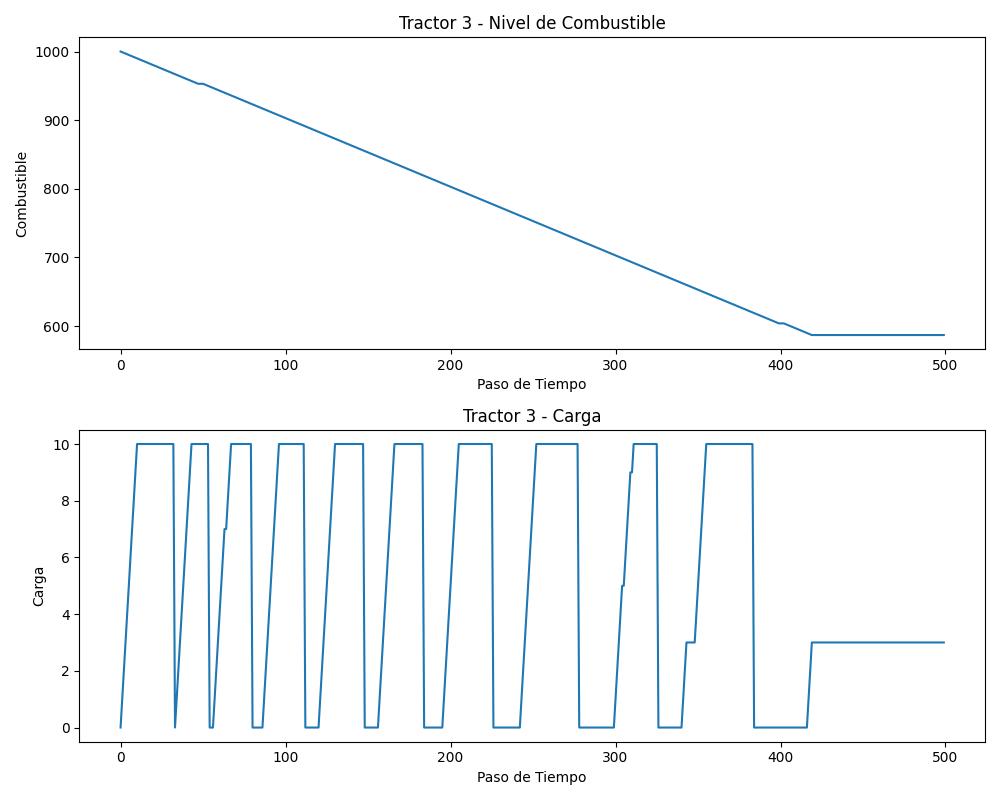 Tractor 3 - Nivel de Combustible
1000
900
800
700
600
Combustible
0 100 200 300 400 500
Paso de Tiempo
Tractor 3 - Carga
10
8
6
4
2
0
Carga
0 100 200 300 400 500
Paso de Tiempo